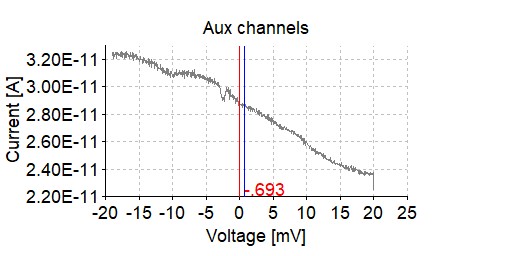 Aux channels
Current [A]
3.20E-11
3.00E-11
2.80E-11
2.60E-11
2.40E-11
2.20E-11
-.693
-20 -15 -10 -5 0 5 10 15 20 25
Voltage [mV]